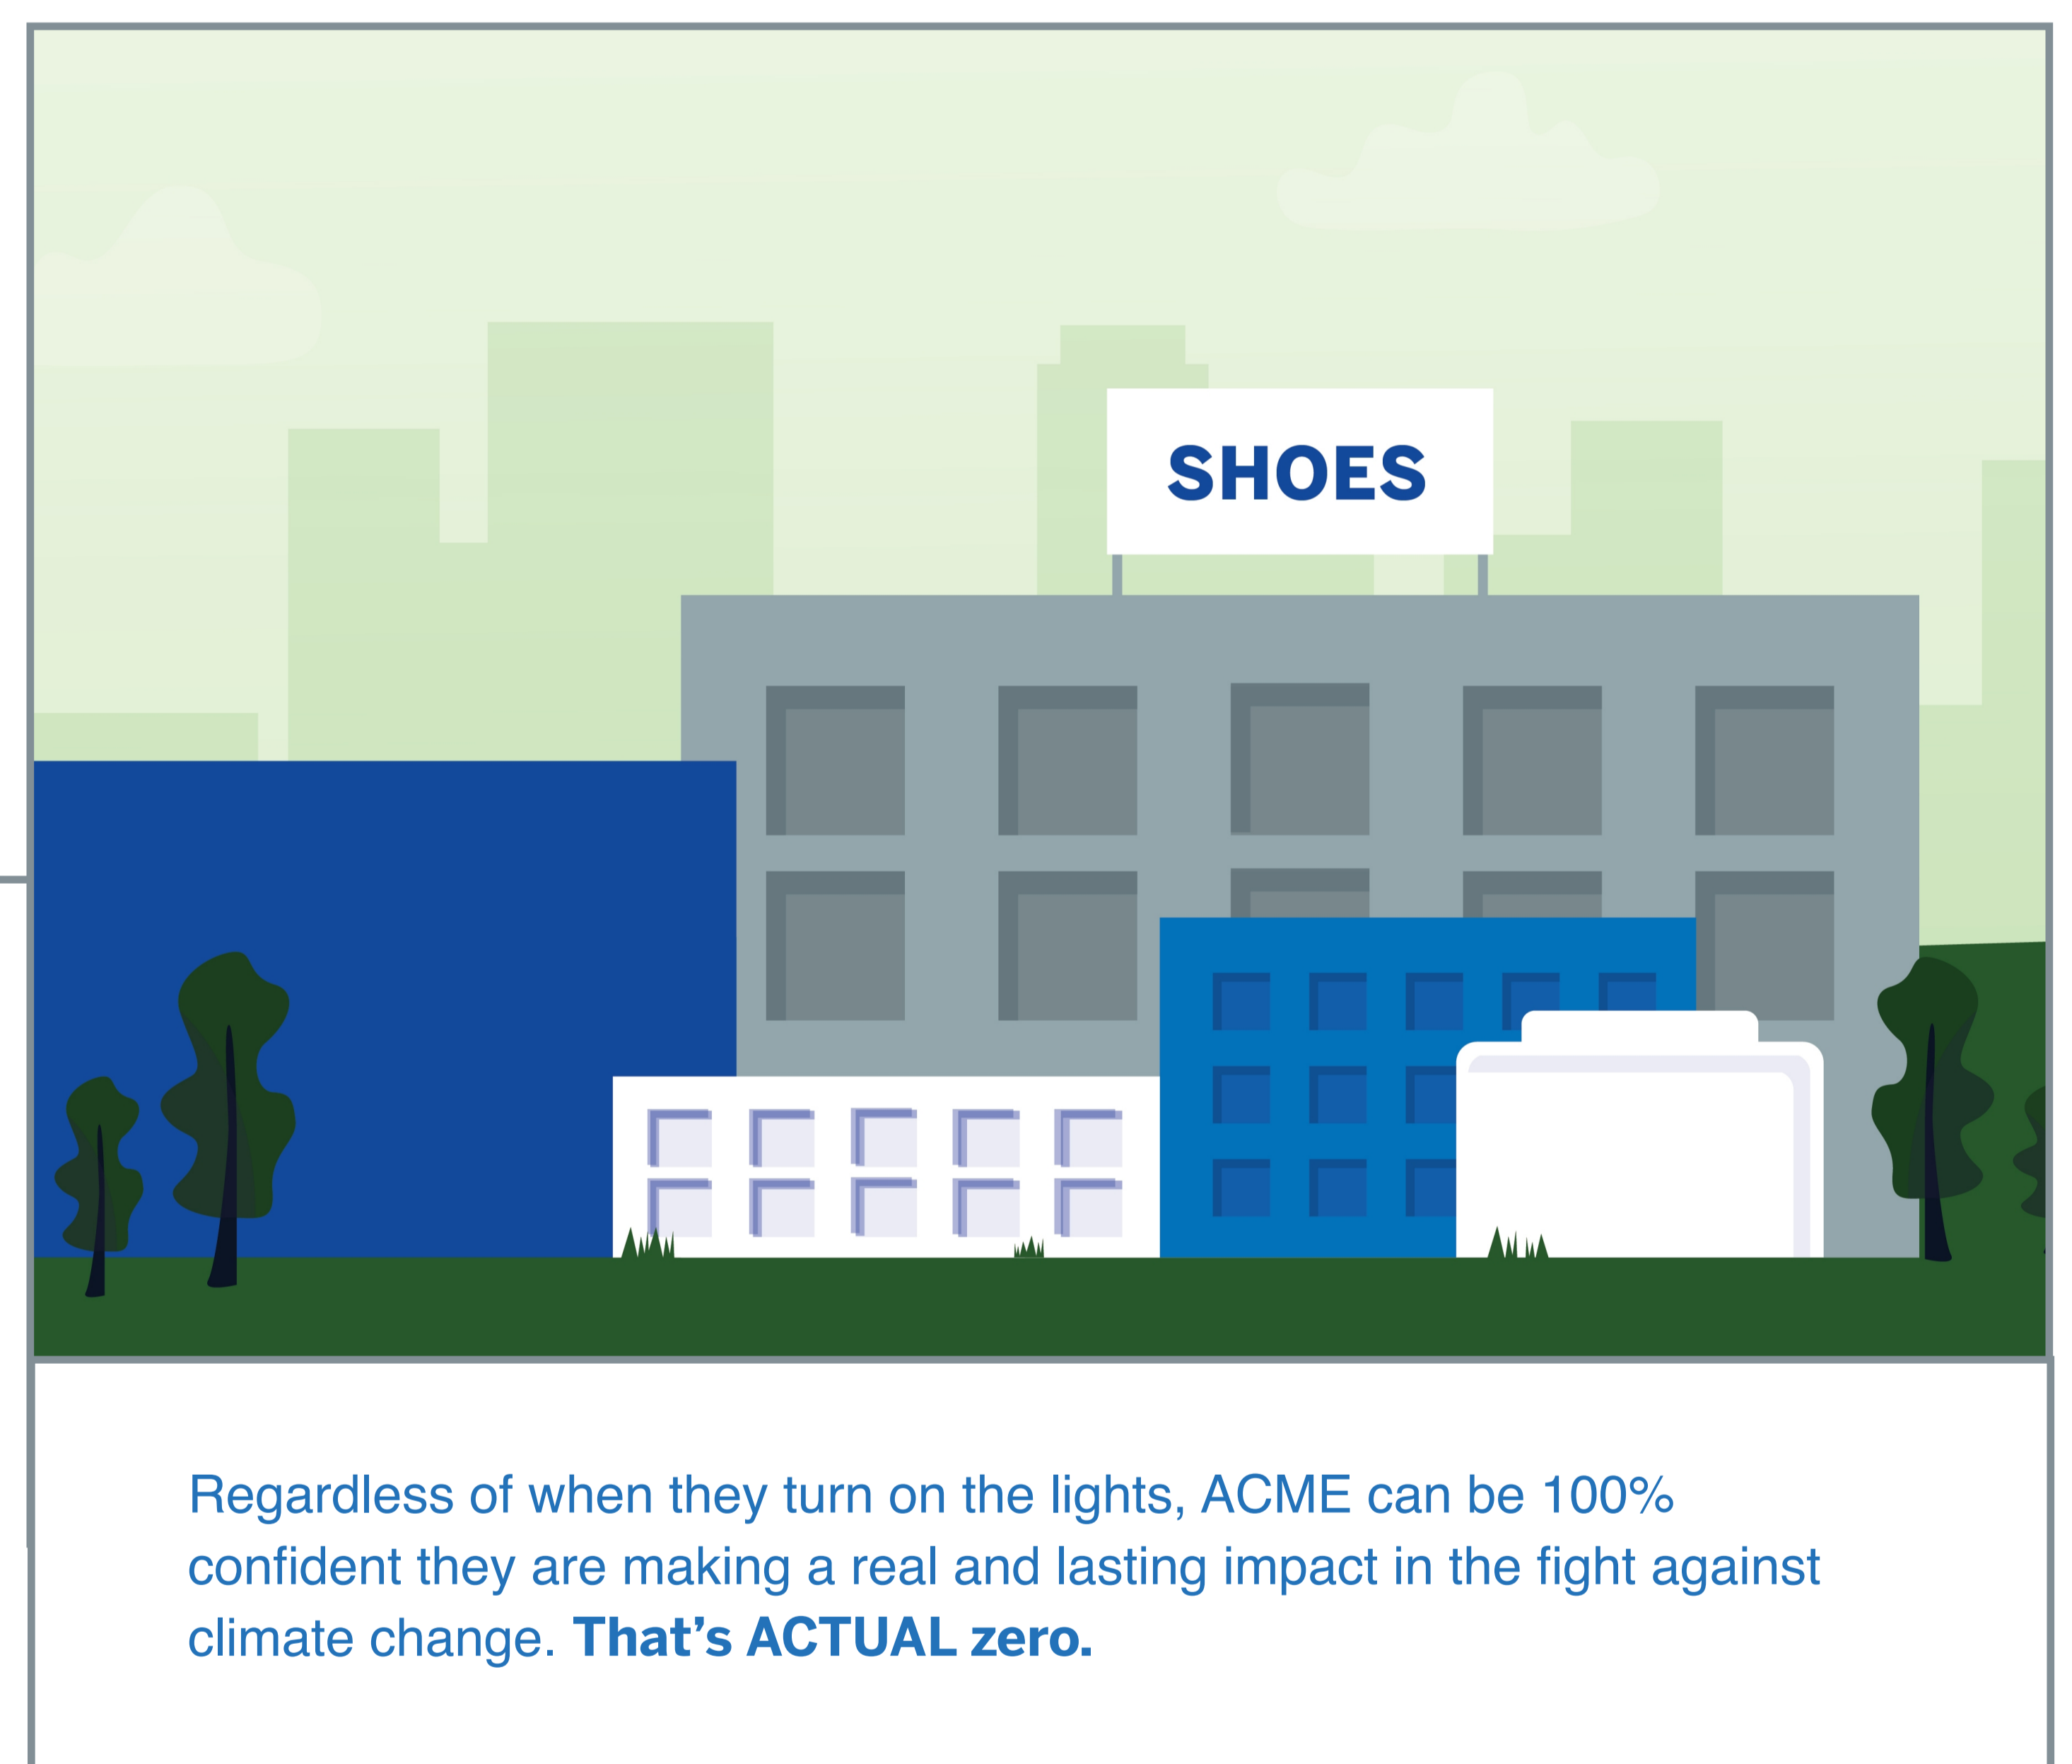 SHOES
Regardless of when they turn on the lights, ACME can be 100%
confident they are making a real and lasting impact in the fight against
climate change. That's ACTUAL zero.